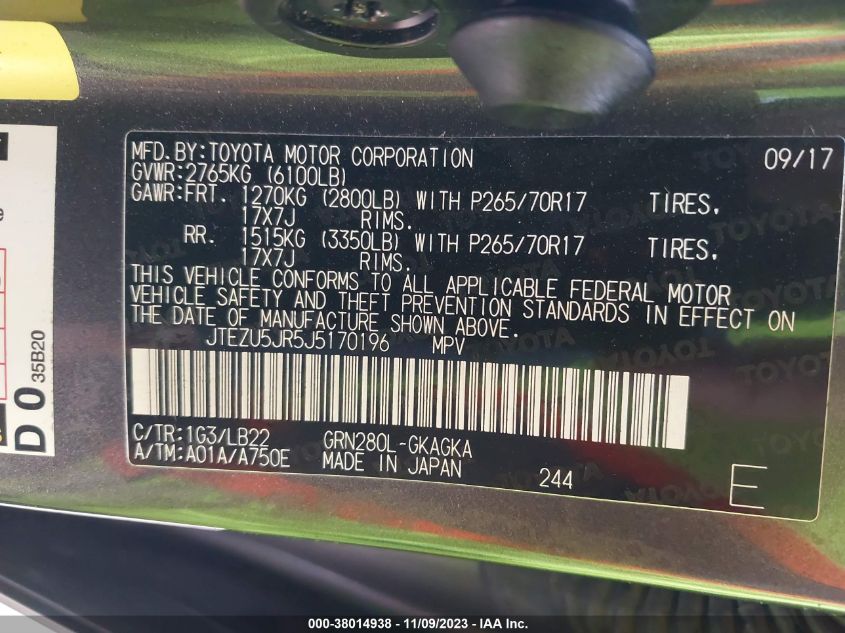 MFD.BY:TOYOTA MOTOR CORPORATION 09/17
GVWR:2765KG (6100LB)
GAWR:FRT. 1270KG (2800LB) WITH P265/70R17 TIRES.
17X7J RIMS.
RR. 1515KG (3350LB) WITH P265/70R17 TIRES.
17X7J RIMS.
THIS VEHICLE CONFORMS TO ALL APPLICABLE FEDERAL MOTOR
VEHICLE SAFETY AND THEFT PREVENTION STANDARDS IN EFFECT ON
THE DATE OF MANUFACTURE SHOWN ABOVE.
JTEZU5JR5J5170196 MPV
C/TR:1G3/LB22 GRN280L-GKAGKA
A/TM:A01A/A750E MADE IN JAPAN 244 E
D0 35B20
000-38014938 - 11/09/2023 - IAA Inc.